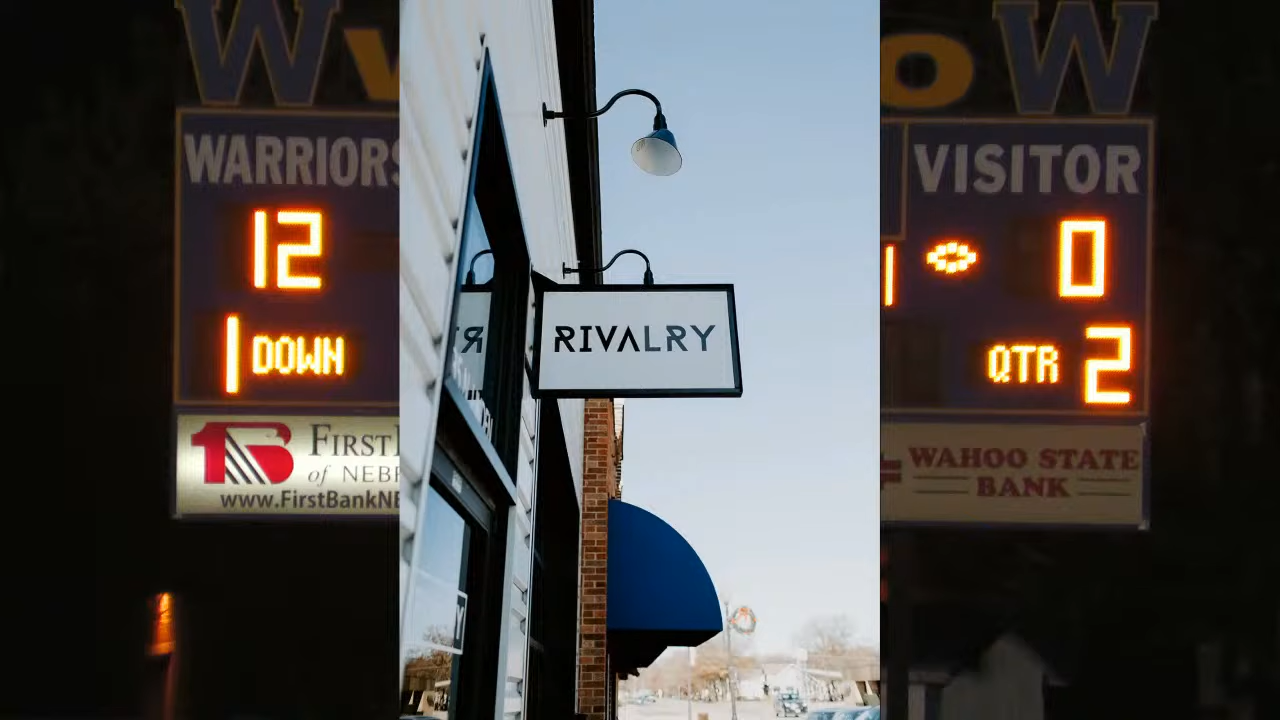 W
W
WARRIORS
VISITOR
12
0
1 DOWN
QTR 2
FIRST
of NEB
www.FirstBankNE
WAHOO STATE
BANK
RIVALRY